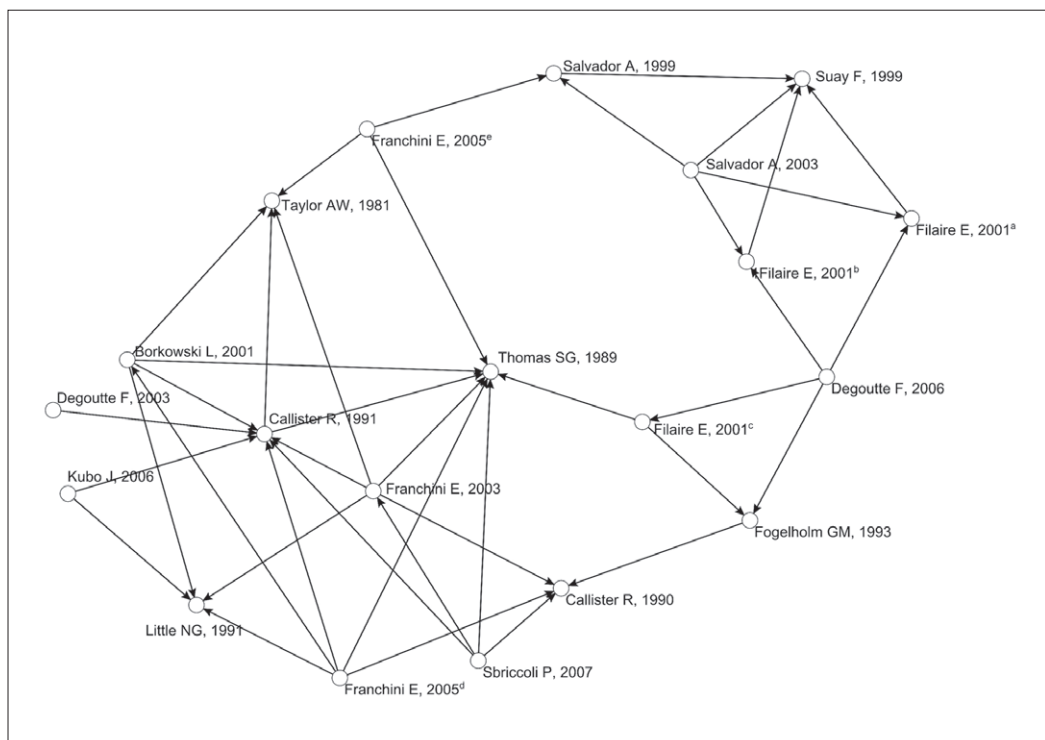 Salvador A, 1999
Suay F, 1999
Franchini E, 2005ᵉ
Salvador A, 2003
Taylor AW, 1981
Filaire E, 2001ᵃ
Filaire E, 2001ᵇ
Borkowski L, 2001
Thomas SG, 1989
Degoutte F, 2006
Degoutte F, 2003
Callister R, 1991
Filaire E, 2001ᶜ
Kubo J, 2006
Franchini E, 2003
Fogelholm GM, 1993
Callister R, 1990
Little NG, 1991
Sbriccoli P, 2007
Franchini E, 2005ᵈ